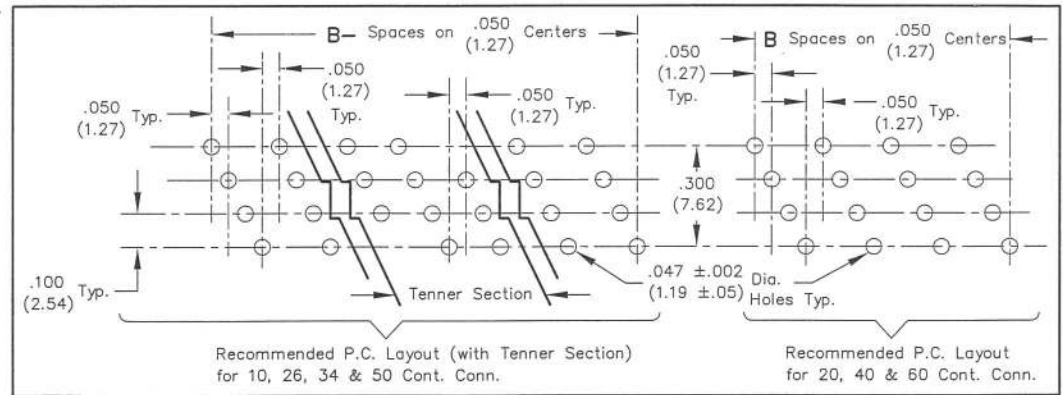 B– Spaces on .050 (1.27) Centers
.050 (1.27) Typ.
.050 (1.27) Typ.
.050 (1.27)
.100 (2.54) Typ.
Tenner Section
.300 (7.62)
.047 ±.002 (1.19 ±.05) Dia. Holes Typ.
Recommended P.C. Layout (with Tenner Section)
for 10, 26, 34 & 50 Cont. Conn.
B Spaces on .050 (1.27) Centers
.050 (1.27) Typ.
.050 (1.27) Typ.
Recommended P.C. Layout
for 20, 40 & 60 Cont. Conn.